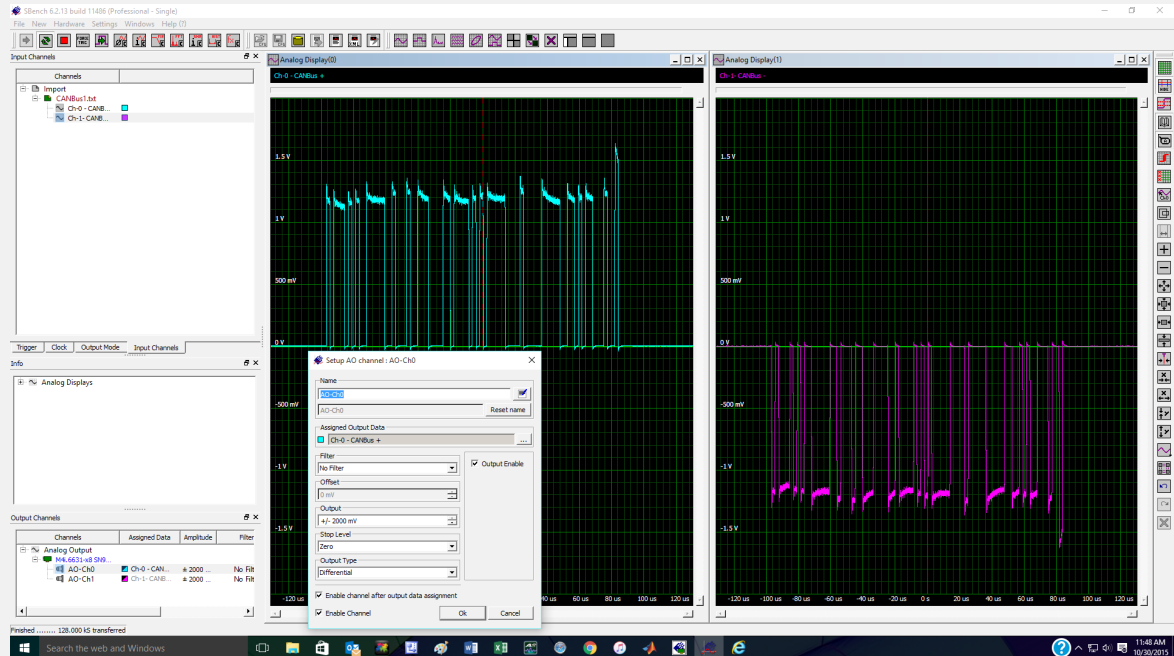 SBench 6.2.13 build 11486 (Professional - Single)
File New Hardware Settings Windows Help (?)
Input Channels
Channels
Import
CANBus1.txt
Ch-0 - CANB...
Ch-1- CANB...
Trigger Clock Output Mode Input Channels
Info
Analog Displays
Output Channels
Channels Assigned Data Amplitude Filter
Analog Output
M4i.6631-x8 SN9...
AO-Ch0 Ch-0 - CAN... ± 2000 ... No Filt
AO-Ch1 Ch-1- CANB... ± 2000 ... No Filt
Finished ........ 128.000 kS transferred
Analog Display(0)
Ch-0 - CANBus +
1.5 V
1 V
500 mV
0 V
-500 mV
-1 V
-1.5 V
-120 us
40 us 60 us 80 us 100 us 120 us
Analog Display(1)
Ch-1- CANBus -
1.5 V
1 V
500 mV
0 V
-500 mV
-1 V
-1.5 V
-120 us -100 us -80 us -60 us -40 us -20 us 0 s 20 us 40 us 60 us 80 us 100 us 120 us
Setup AO channel : AO-Ch0
Name
AO-Ch0
AO-Ch0 Reset name
Assigned Output Data
Ch-0 - CANBus + ...
Filter
No Filter
Output Enable
Offset
0 mV
Output
+/- 2000 mV
Stop Level
Zero
Output Type
Differential
Enable channel after output data assignment
Enable Channel Ok Cancel
Search the web and Windows
11:48 AM
10/30/2015